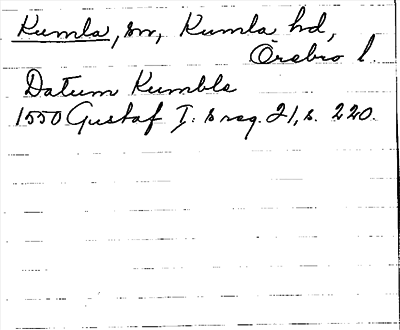 Kumla, sn, Kumla hd,
Örebro l.
Datum Kumble
1550 Gustaf I:s reg. 21, s. 220.